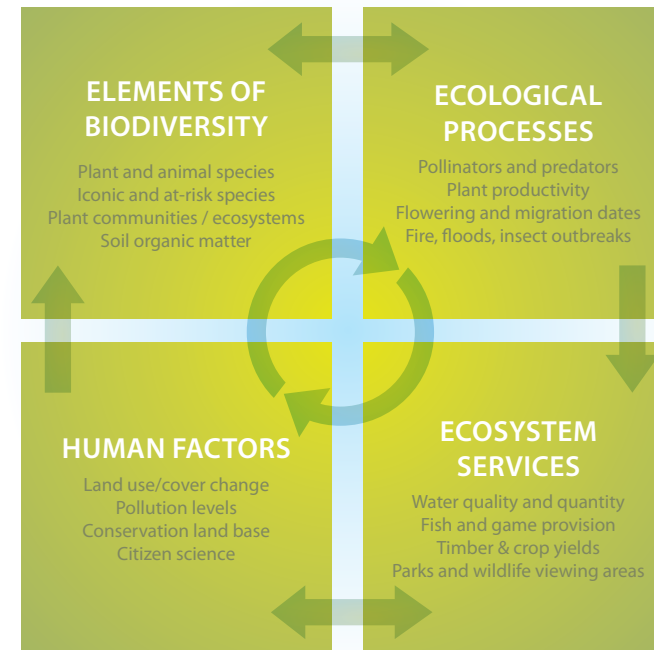 ELEMENTS OF
BIODIVERSITY
Plant and animal species
Iconic and at-risk species
Plant communities / ecosystems
Soil organic matter
ECOLOGICAL
PROCESSES
Pollinators and predators
Plant productivity
Flowering and migration dates
Fire, floods, insect outbreaks
HUMAN FACTORS
Land use/cover change
Pollution levels
Conservation land base
Citizen science
ECOSYSTEM
SERVICES
Water quality and quantity
Fish and game provision
Timber & crop yields
Parks and wildlife viewing areas